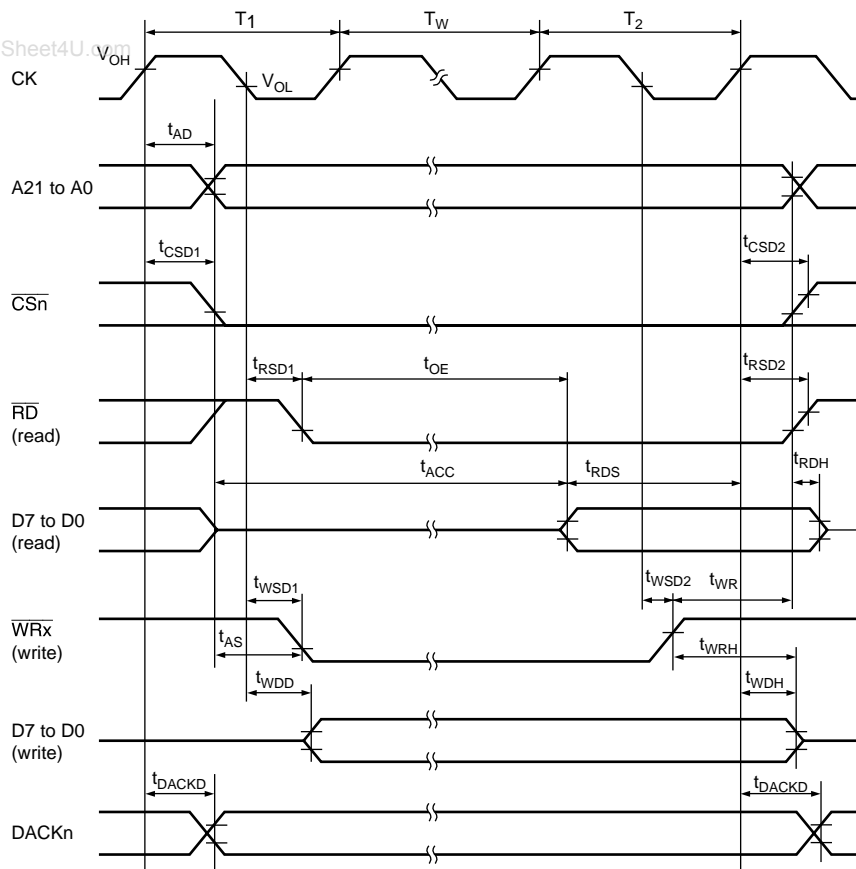 T1 TW T2
Sheet4U.com
VOH
CK
VOL
tAD
A21 to A0
tCSD1 tCSD2
CSn
tRSD1 tOE tRSD2
RD
(read)
tACC tRDS tRDH
D7 to D0
(read)
tWSD1 tWSD2 tWR
WRx
(write)
tAS tWRH
tWDD tWDH
D7 to D0
(write)
tDACKD tDACKD
DACKn